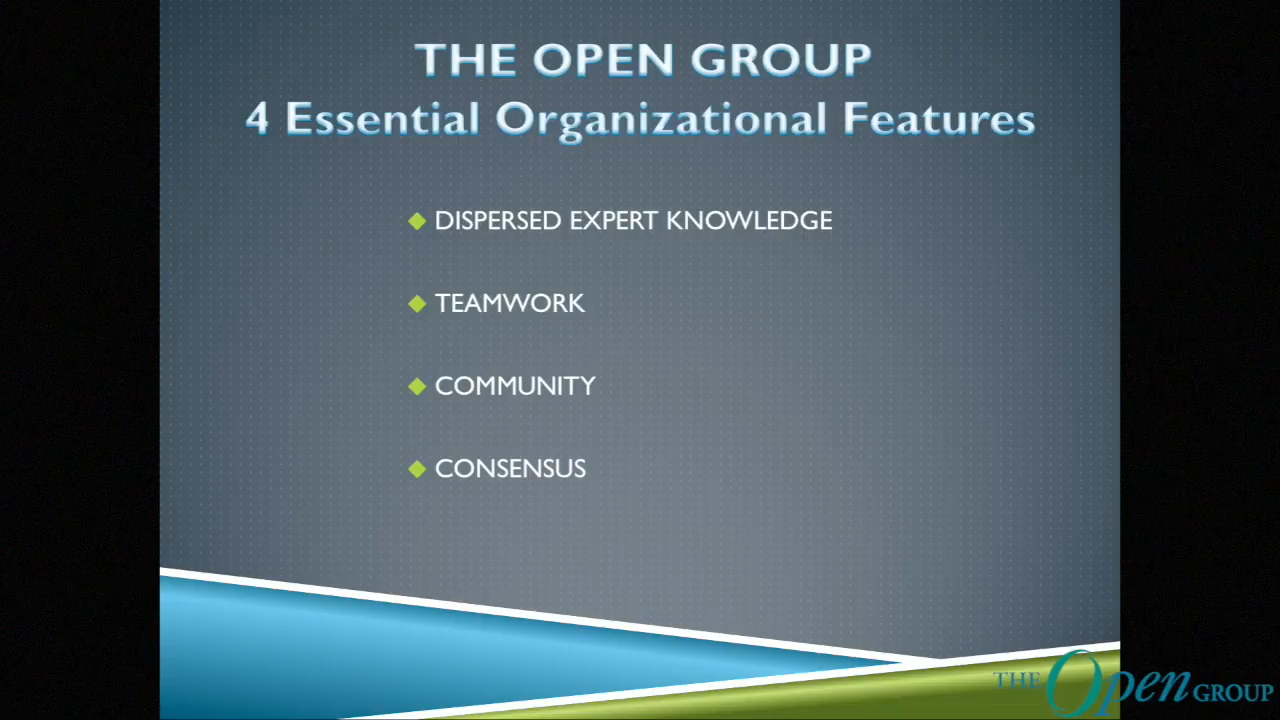 THE OPEN GROUP
4 Essential Organizational Features
DISPERSED EXPERT KNOWLEDGE
TEAMWORK
COMMUNITY
CONSENSUS
THE Open GROUP